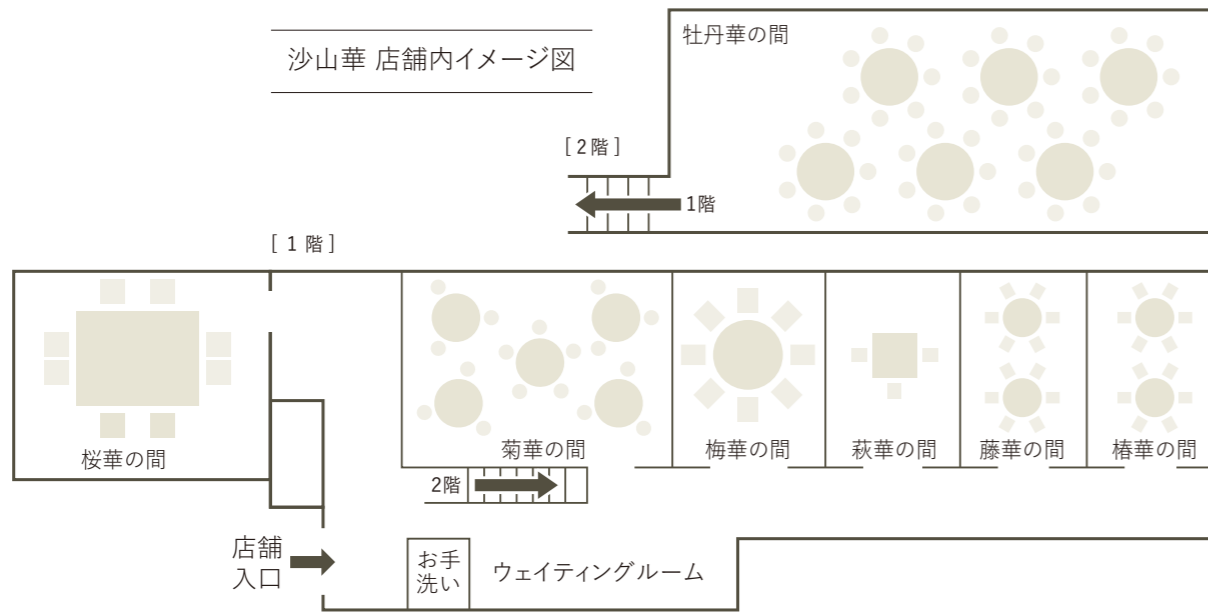 沙山華 店舗内イメージ図
牡丹華の間
[ 2階 ]
1階
[ 1 階 ]
桜華の間
菊華の間
梅華の間
萩華の間
藤華の間
椿華の間
2階
店舗
入口
お手
洗い
ウェイティングルーム